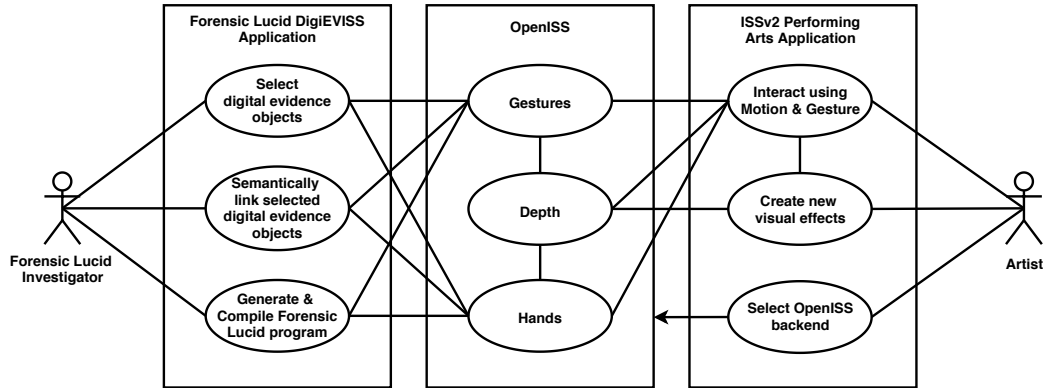 Forensic Lucid DigiEVISS
Application
OpenISS
ISSv2 Performing
Arts Application
Select
digital evidence
objects
Gestures
Interact using
Motion & Gesture
Semantically
link selected
digital evidence
objects
Depth
Create new
visual effects
Forensic Lucid
Investigator
Artist
Generate &
Compile Forensic
Lucid program
Hands
Select OpenISS
backend